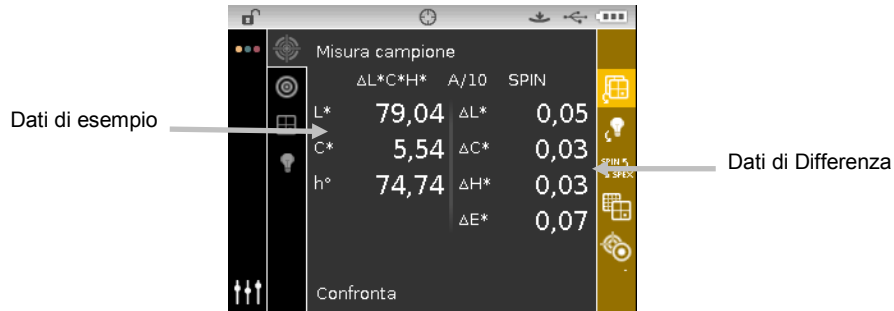 Misura campione
ΔL*C*H* A/10 SPIN
L* 79,04 ΔL* 0,05
Dati di esempio
C* 5,54 ΔC* 0,03
SPIN
SPEX
Dati di Differenza
h° 74,74 ΔH* 0,03
ΔE* 0,07
Confronta